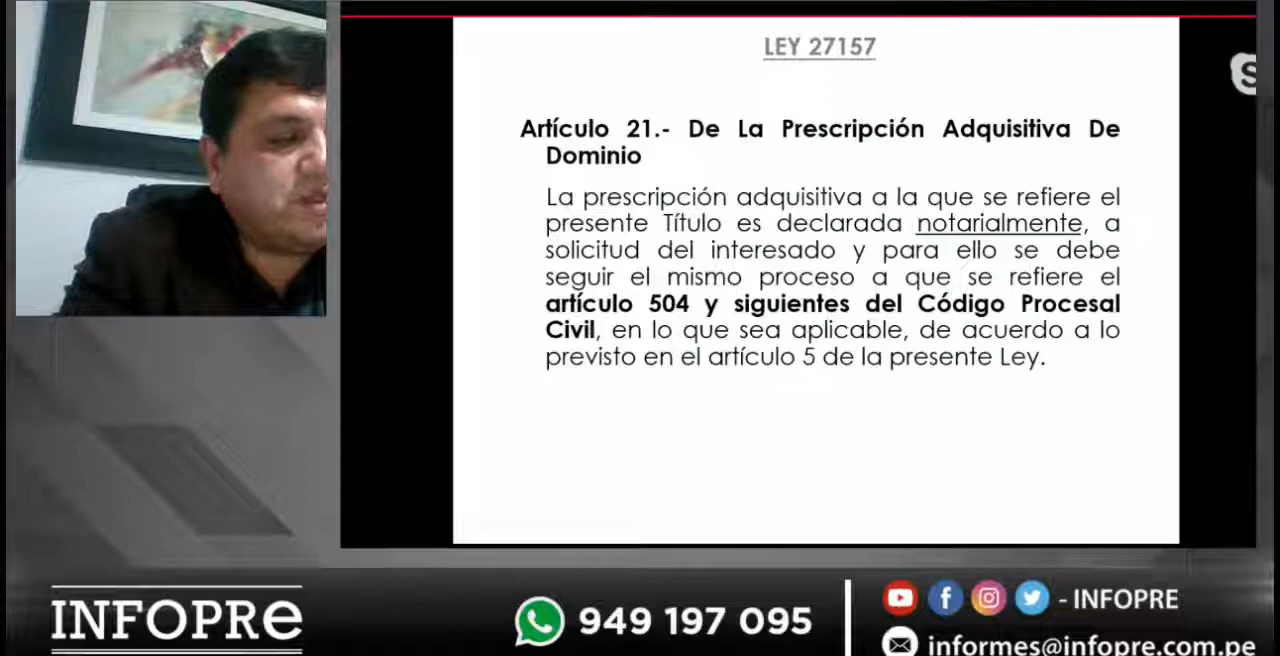 LEY 27157
Artículo 21.- De La Prescripción Adquisitiva De
Dominio
La prescripción adquisitiva a la que se refiere el
presente Título es declarada notarialmente, a
solicitud del interesado y para ello se debe
seguir el mismo proceso a que se refiere el
artículo 504 y siguientes del Código Procesal
Civil, en lo que sea aplicable, de acuerdo a lo
previsto en el artículo 5 de la presente Ley.
INFOPRe
949 197 095
- INFOPRE
informes@infopre.com.pe